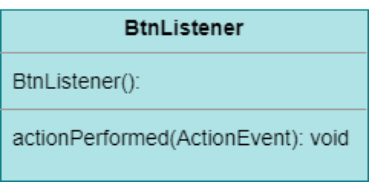 BtnListener
BtnListener():
actionPerformed(ActionEvent): void